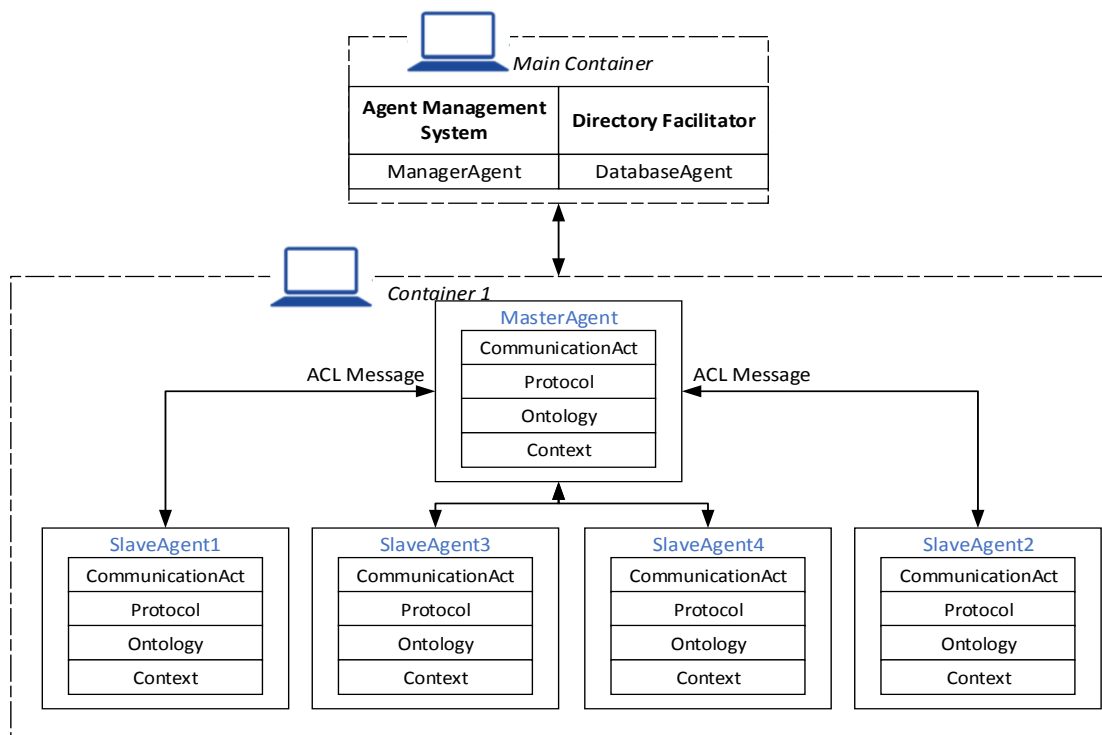 Main Container
Agent Management
System
Directory Facilitator
ManagerAgent
DatabaseAgent
Container 1
MasterAgent
CommunicationAct
Protocol
Ontology
Context
ACL Message
ACL Message
SlaveAgent1
CommunicationAct
Protocol
Ontology
Context
SlaveAgent3
CommunicationAct
Protocol
Ontology
Context
SlaveAgent4
CommunicationAct
Protocol
Ontology
Context
SlaveAgent2
CommunicationAct
Protocol
Ontology
Context